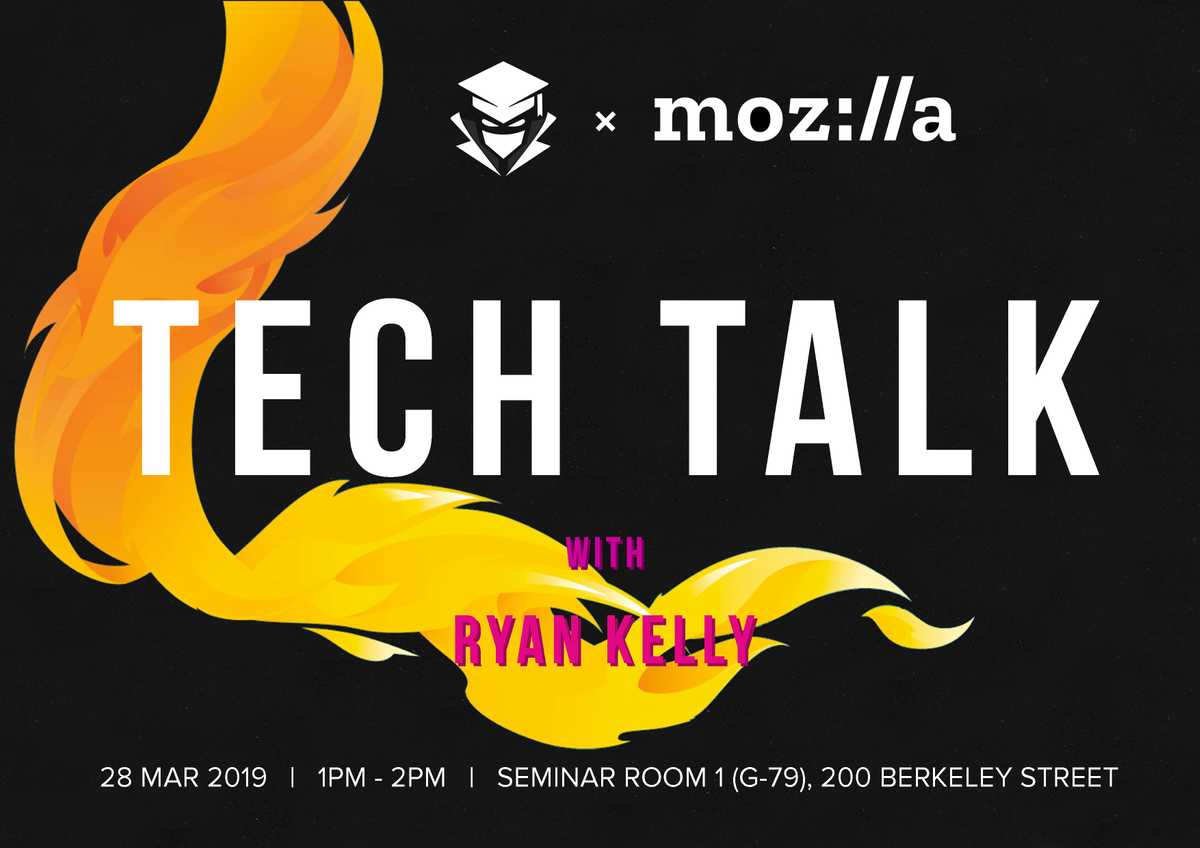 × moz://a
TECH TALK
WITH
RYAN KELLY
28 MAR 2019 | 1PM - 2PM | SEMINAR ROOM 1 (G-79), 200 BERKELEY STREET